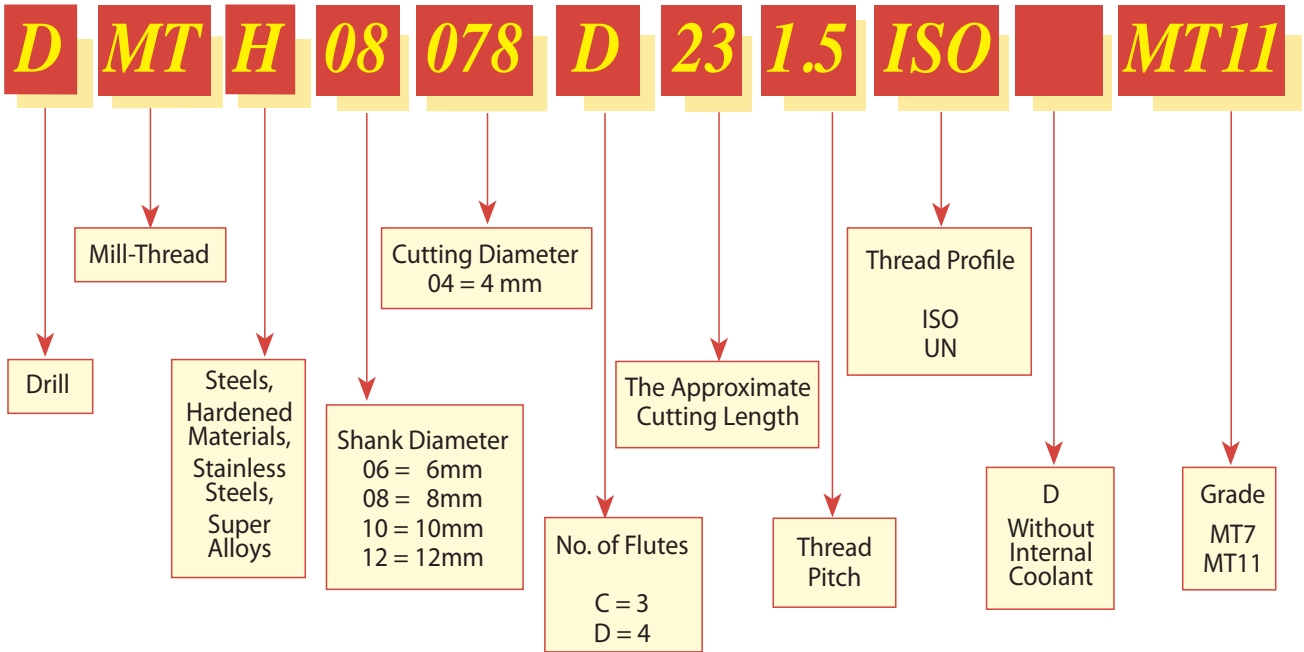 D MT H 08 078 D 23 1.5 ISO MT11
Drill
Mill-Thread
Steels,
Hardened
Materials,
Stainless
Steels,
Super
Alloys
Shank Diameter
06 = 6mm
08 = 8mm
10 = 10mm
12 = 12mm
Cutting Diameter
04 = 4 mm
No. of Flutes
C = 3
D = 4
The Approximate
Cutting Length
Thread
Pitch
Thread Profile
ISO
UN
D
Without
Internal
Coolant
Grade
MT7
MT11